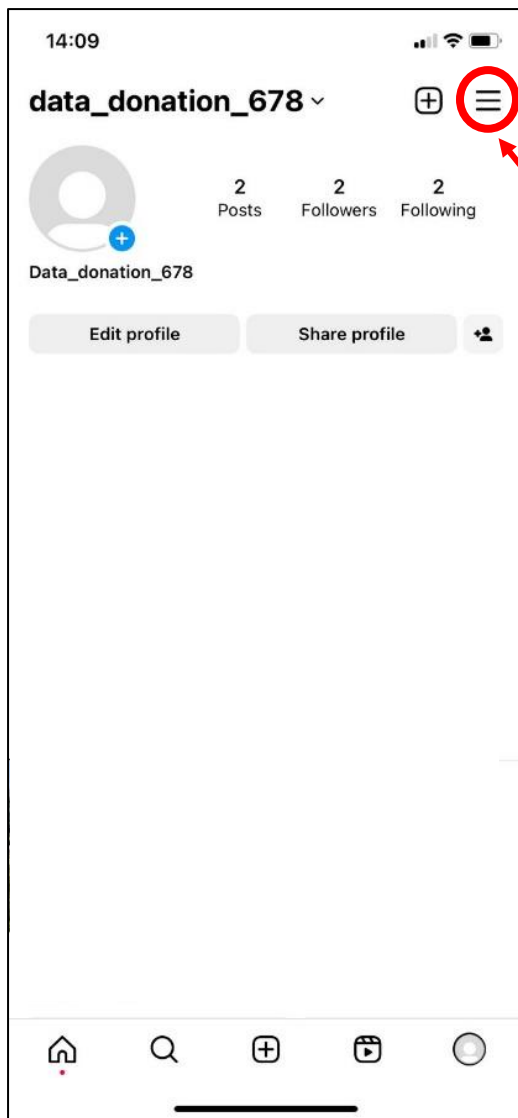 14:09
data_donation_678
2 2 2
Posts Followers Following
Data_donation_678
Edit profile Share profile